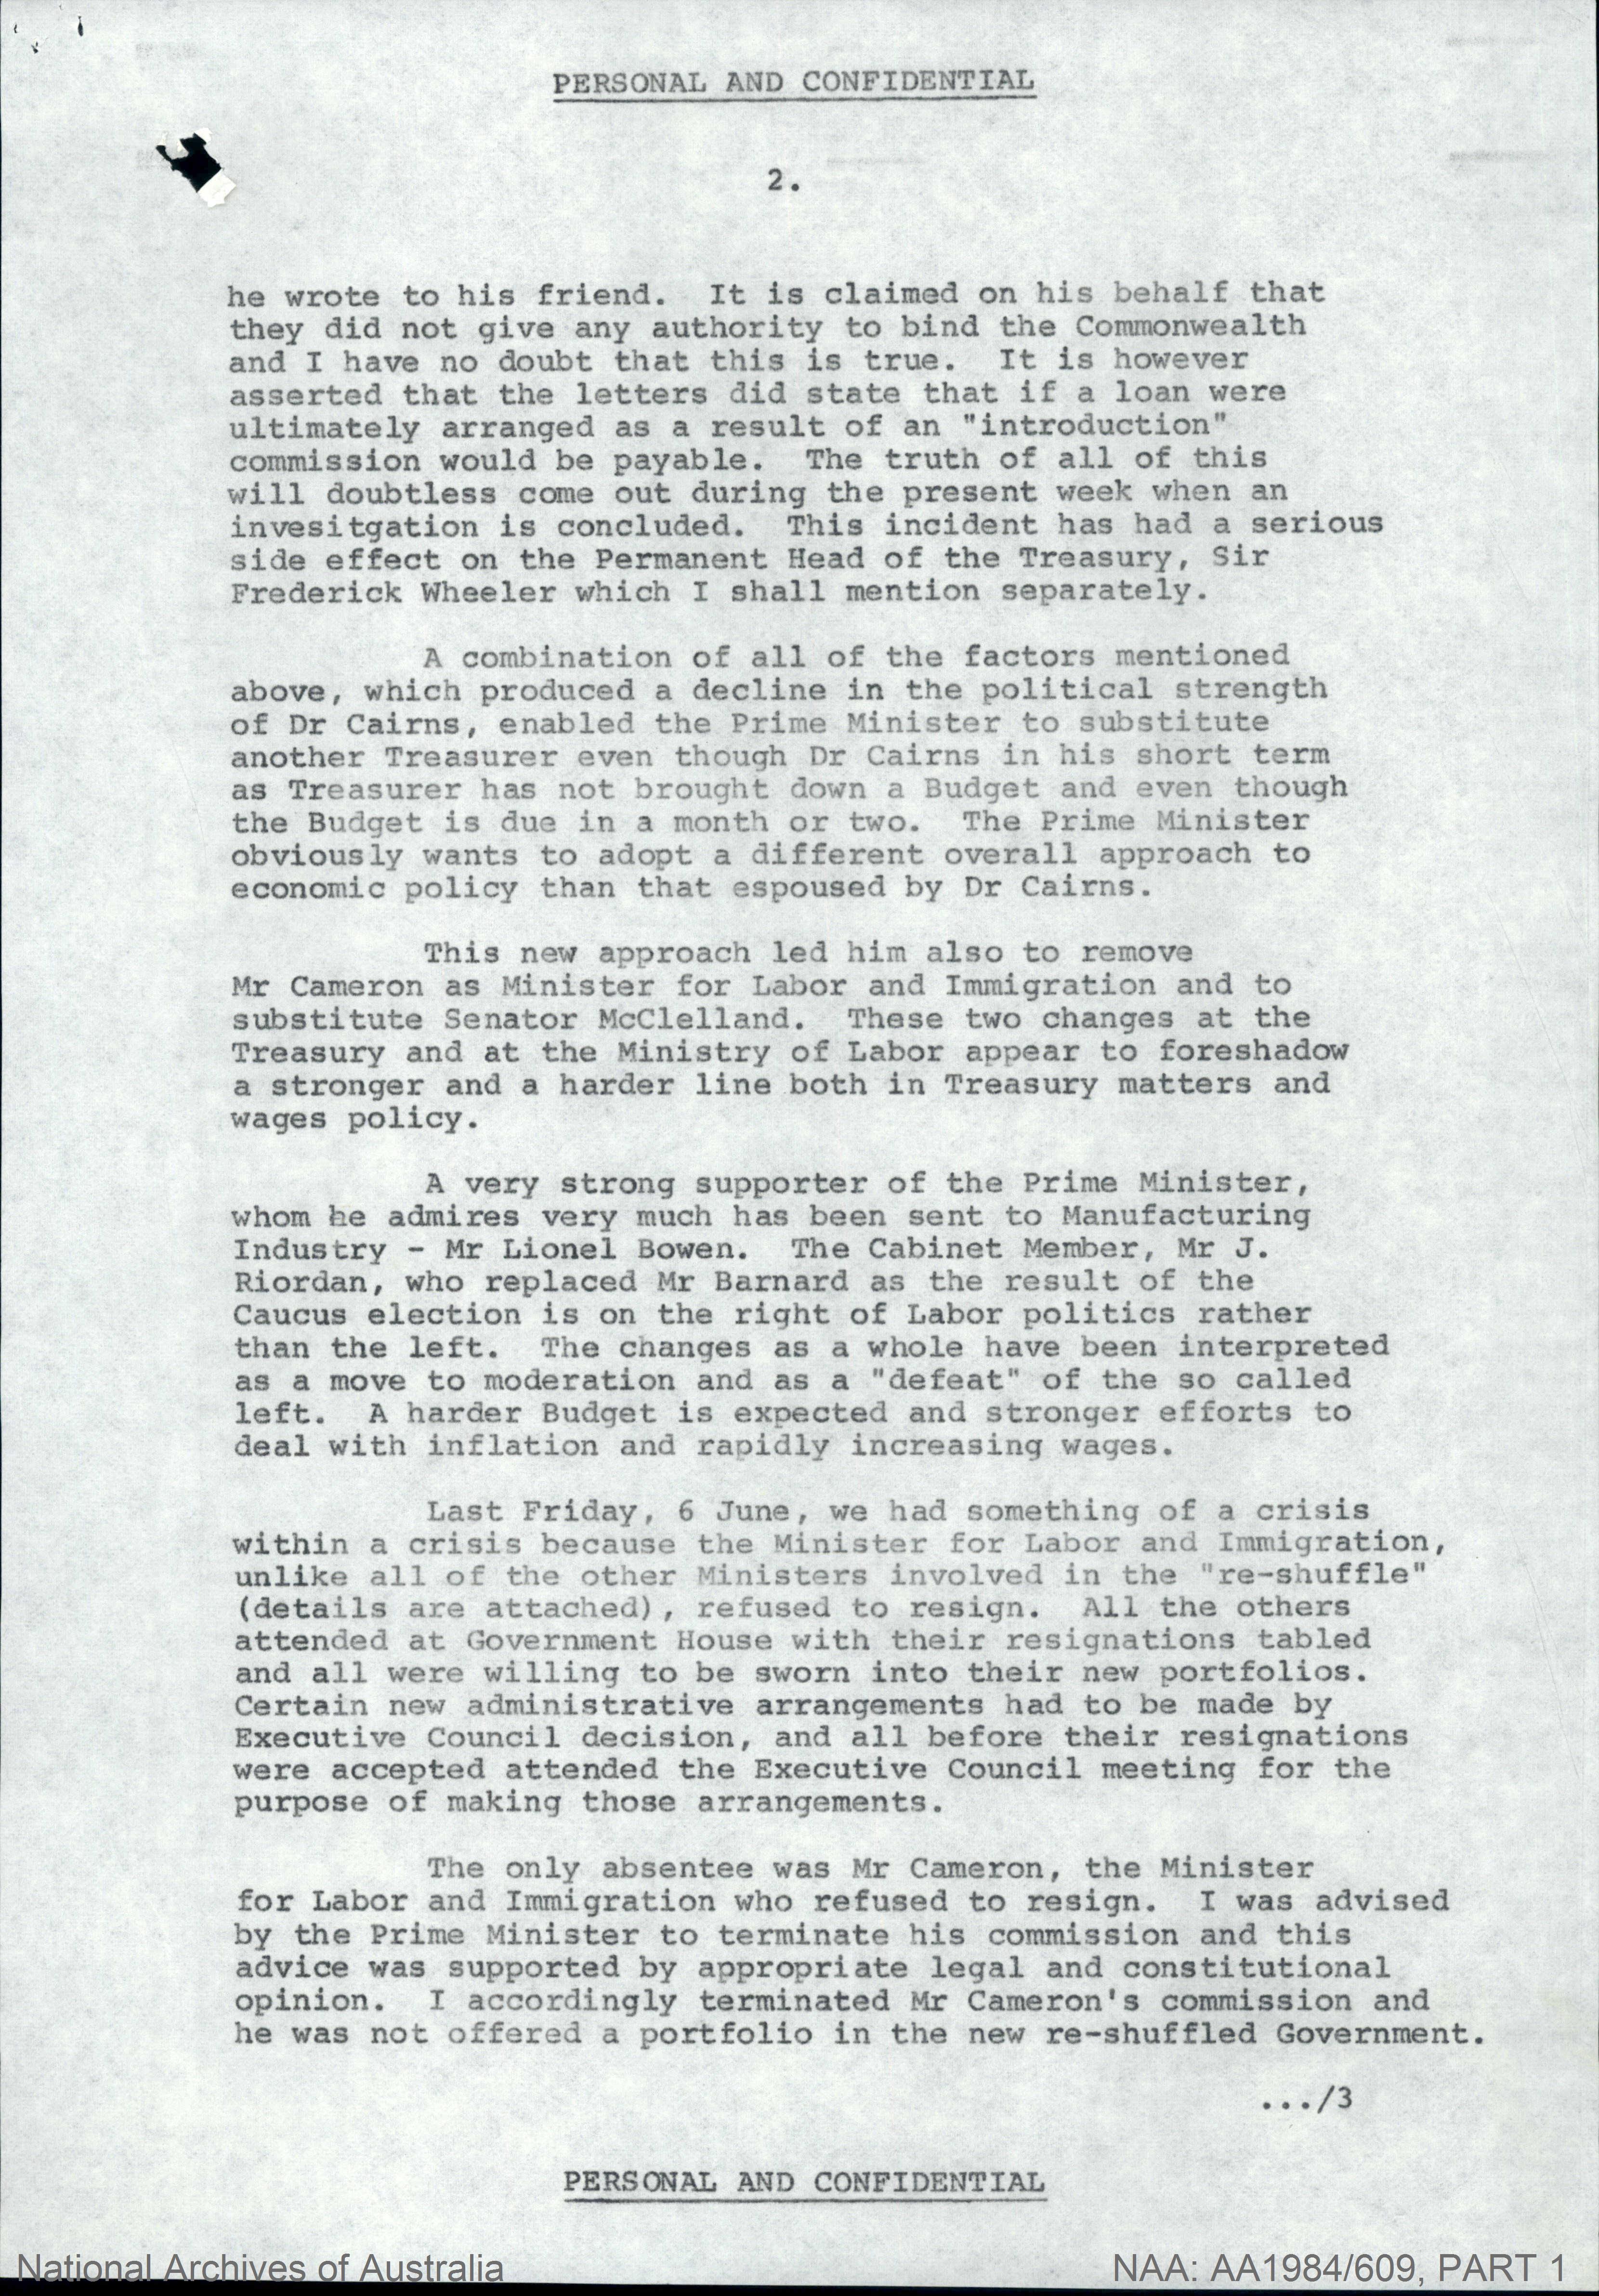 PERSONAL AND CONFIDENTIAL
2.
he wrote to his friend. It is claimed on his behalf that
they did not give any authority to bind the Commonwealth
and I have no doubt that this is true. It is however
asserted that the letters did state that if a loan were
ultimately arranged as a result of an "introduction"
commission would be payable. The truth of all of this
will doubtless come out during the present week when an
invesitgation is concluded. This incident has had a serious
side effect on the Permanent Head of the Treasury, Sir
Frederick Wheeler which I shall mention separately.
A combination of all of the factors mentioned
above, which produced a decline in the political strength
of Dr Cairns, enabled the Prime Minister to substitute
another Treasurer even though Dr Cairns in his short term
as Treasurer has not brought down a Budget and even though
the Budget is due in a month or two. The Prime Minister
obviously wants to adopt a different overall approach to
economic policy than that espoused by Dr Cairns.
This new approach led him also to remove
Mr Cameron as Minister for Labor and Immigration and to
substitute Senator McClelland. These two changes at the
Treasury and at the Ministry of Labor appear to foreshadow
a stronger and a harder line both in Treasury matters and
wages policy.
A very strong supporter of the Prime Minister,
whom he admires very much has been sent to Manufacturing
Industry - Mr Lionel Bowen. The Cabinet Member, Mr J.
Riordan, who replaced Mr Barnard as the result of the
Caucus election is on the right of Labor politics rather
than the left. The changes as a whole have been interpreted
as a move to moderation and as a "defeat" of the so called
left. A harder Budget is expected and stronger efforts to
deal with inflation and rapidly increasing wages.
Last Friday, 6 June, we had something of a crisis
within a crisis because the Minister for Labor and Immigration,
unlike all of the other Ministers involved in the "re-shuffle"
(details are attached), refused to resign. All the others
attended at Government House with their resignations tabled
and all were willing to be sworn into their new portfolios.
Certain new administrative arrangements had to be made by
Executive Council decision, and all before their resignations
were accepted attended the Executive Council meeting for the
purpose of making those arrangements.
The only absentee was Mr Cameron, the Minister
for Labor and Immigration who refused to resign. I was advised
by the Prime Minister to terminate his commission and this
advice was supported by appropriate legal and constitutional
opinion. I accordingly terminated Mr Cameron's commission and
he was not offered a portfolio in the new re-shuffled Government.
.../3
PERSONAL AND CONFIDENTIAL
National Archives of Australia
NAA: AA1984/609, PART 1